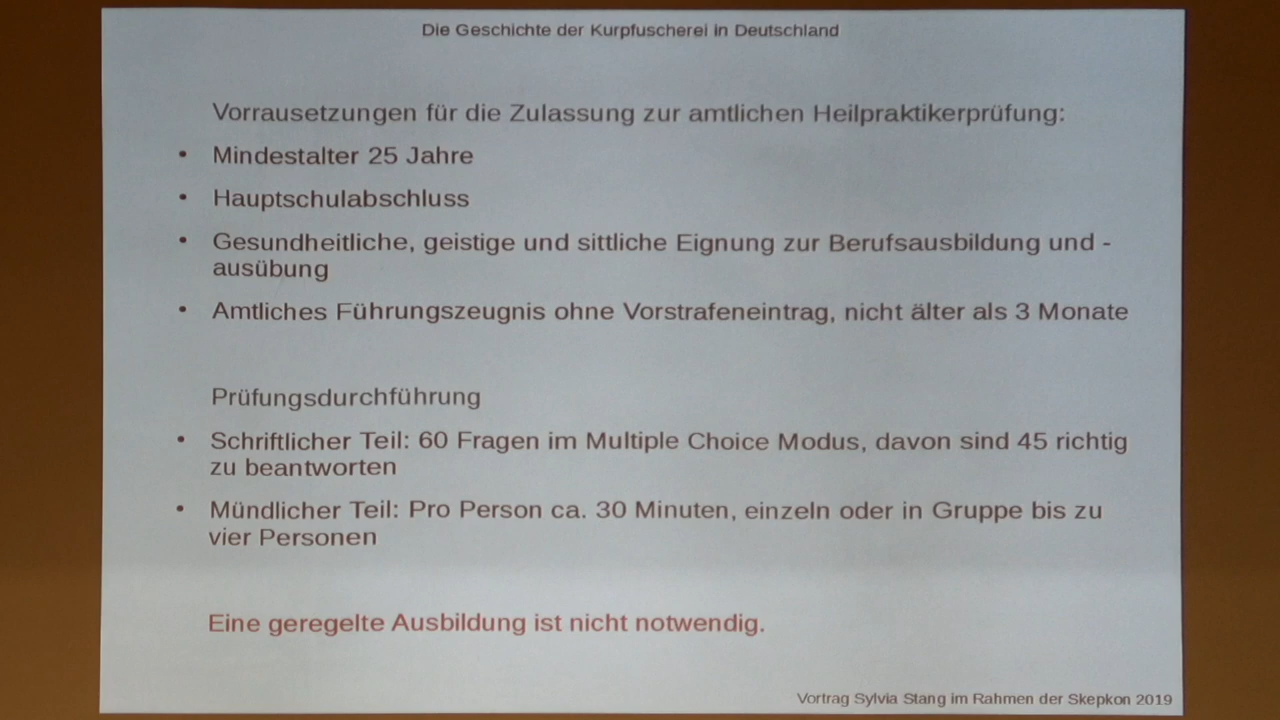 Die Geschichte der Kurpfuscherei in Deutschland
Vorrausetzungen für die Zulassung zur amtlichen Heilpraktikerprüfung:
• Mindestalter 25 Jahre
• Hauptschulabschluss
• Gesundheitliche, geistige und sittliche Eignung zur Berufsausbildung und -
ausübung
• Amtliches Führungszeugnis ohne Vorstrafeneintrag, nicht älter als 3 Monate
Prüfungsdurchführung
• Schriftlicher Teil: 60 Fragen im Multiple Choice Modus, davon sind 45 richtig
zu beantworten
• Mündlicher Teil: Pro Person ca. 30 Minuten, einzeln oder in Gruppe bis zu
vier Personen
Eine geregelte Ausbildung ist nicht notwendig.
Vortrag Sylvia Stang im Rahmen der Skepkon 2019